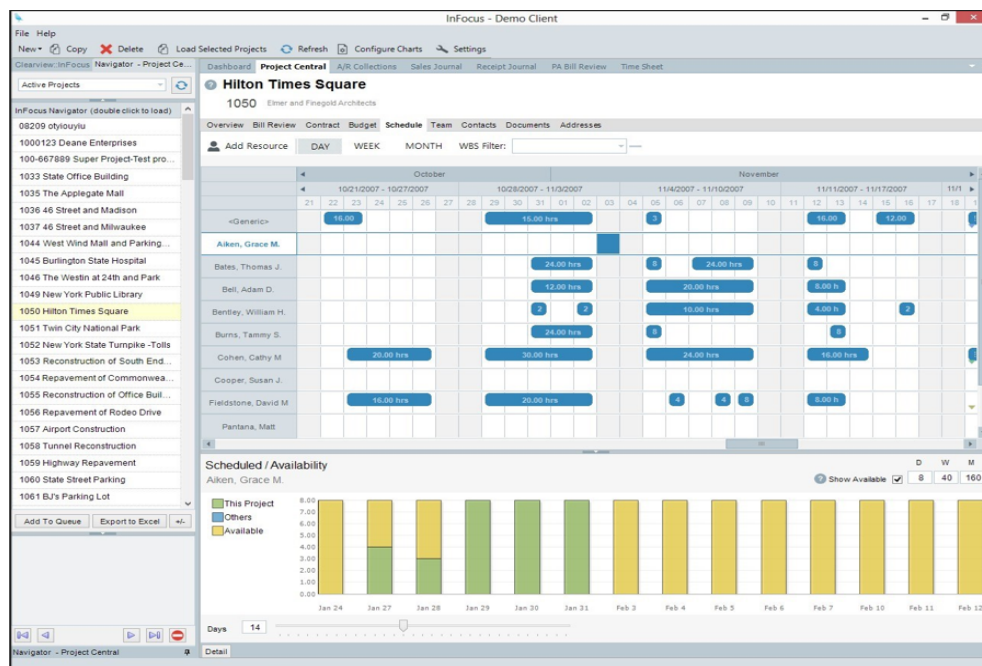 InFocus - Demo Client
File Help
New Copy Delete Load Selected Projects Refresh Configure Charts Settings
Clearview::InFocus Navigator - Project Ce...
Active Projects
InFocus Navigator (double click to load)
08209 otyiouyiu
1000123 Deane Enterprises
100-667889 Super Project-Test pro...
1033 State Office Building
1035 The Applegate Mall
1036 46 Street and Madison
1037 46 Street and Milwaukee
1044 West Wind Mall and Parking...
1045 Burlington State Hospital
1046 The Westin at 24th and Park
1049 New York Public Library
1050 Hilton Times Square
1051 Twin City National Park
1052 New York State Turnpike -Tolls
1053 Reconstruction of South End...
1054 Repavement of Commonwea...
1055 Reconstruction of Office Buil...
1056 Repavement of Rodeo Drive
1057 Airport Construction
1058 Tunnel Reconstruction
1059 Highway Repavement
1060 State Street Parking
1061 BJ's Parking Lot
Add To Queue Export to Excel +/-
Navigator - Project Central
Dashboard Project Central A/R Collections Sales Journal Receipt Journal PA Bill Review Time Sheet
Hilton Times Square
1050 Elmer and Finegold Architects
Overview Bill Review Contract Budget Schedule Team Contacts Documents Addresses
Add Resource DAY WEEK MONTH WBS Filter:
October November
10/21/2007 - 10/27/2007 10/28/2007 - 11/3/2007 11/4/2007 - 11/10/2007 11/11/2007 - 11/17/2007 11/1
21 22 23 24 25 26 27 28 29 30 31 01 02 03 04 05 06 07 08 09 10 11 12 13 14 15 16 17 18
<Generic> 16.00 15.00 hrs 3 16.00 12.00
Aiken, Grace M.
Bates, Thomas J. 24.00 hrs 8 24.00 hrs 8
Bell, Adam D. 12.00 hrs 20.00 hrs 8.00 h
Bentley, William H. 2 2 10.00 hrs 4.00 h 2
Burns, Tammy S. 24.00 hrs 8 8
Cohen, Cathy M 20.00 hrs 30.00 hrs 24.00 hrs 16.00 hrs
Cooper, Susan J.
Fieldstone, David M 16.00 hrs 20.00 hrs 4 4 8 8.00 h
Pantana, Matt
Scheduled / Availability
Aiken, Grace M.
D W M
Show Available 8 40 160
This Project
Others
Available
8.00
7.00
6.00
5.00
4.00
3.00
2.00
1.00
0.00
Jan 24 Jan 27 Jan 28 Jan 29 Jan 30 Jan 31 Feb 3 Feb 4 Feb 5 Feb 6 Feb 7 Feb 10 Feb 11 Feb 12
Days 14
Detail